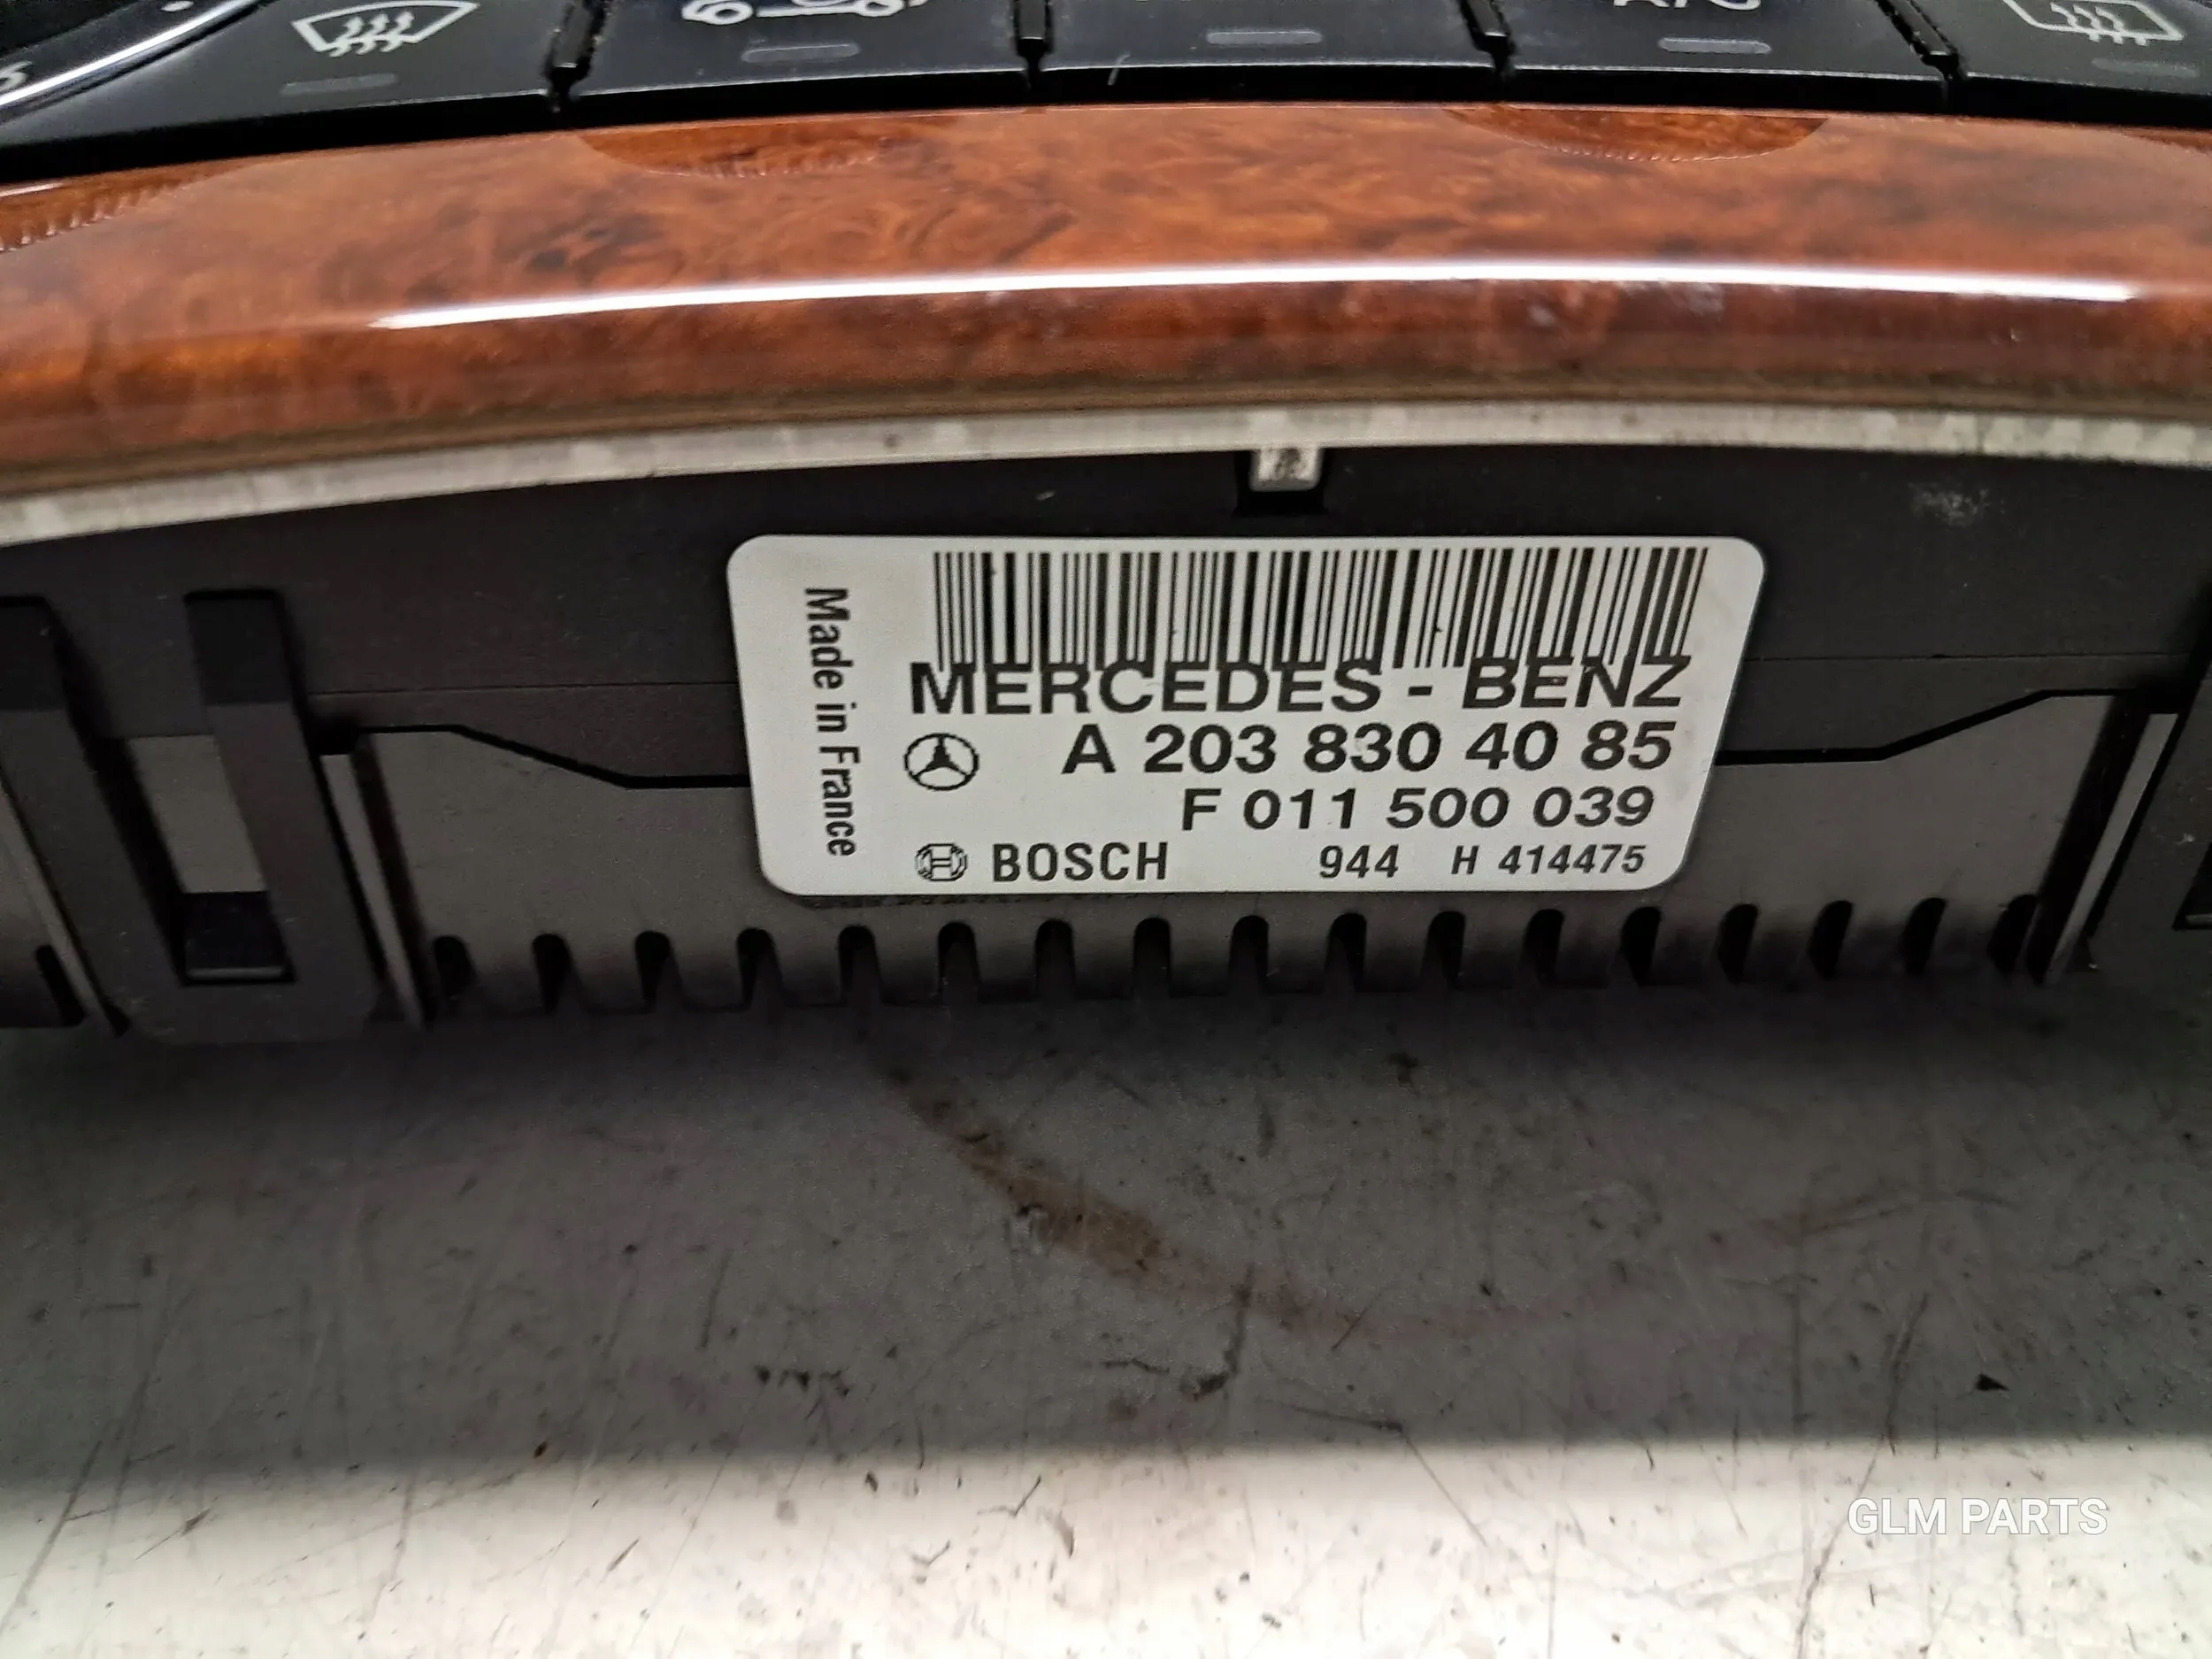 Made in France
MERCEDES - BENZ
A 203 830 40 85
F 011 500 039
BOSCH 944 H 414475
GLM PARTS